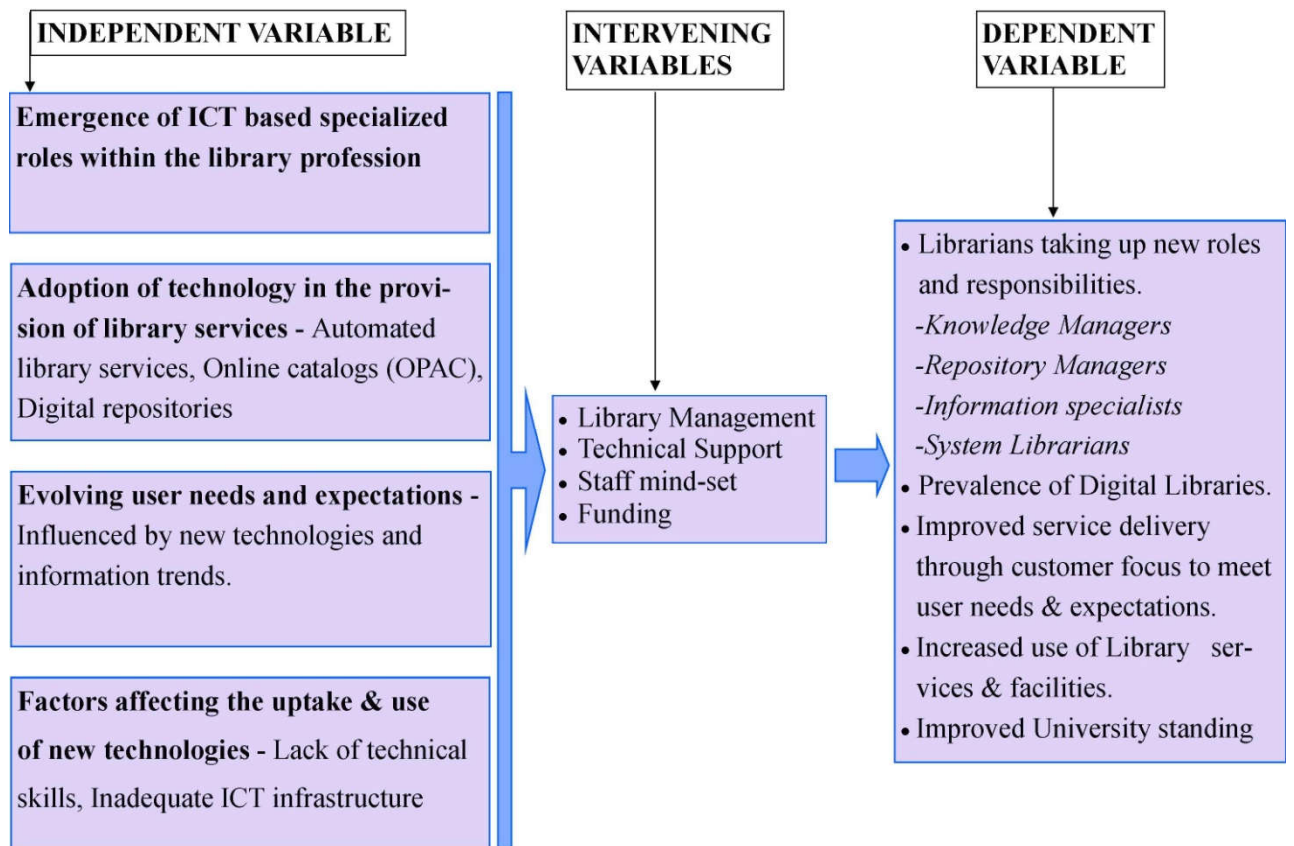 INDEPENDENT VARIABLE
Emergence of ICT based specialized
roles within the library profession
Adoption of technology in the provi-
sion of library services - Automated
library services, Online catalogs (OPAC),
Digital repositories
Evolving user needs and expectations -
Influenced by new technologies and
information trends.
Factors affecting the uptake & use
of new technologies - Lack of technical
skills, Inadequate ICT infrastructure
INTERVENING
VARIABLES
• Library Management
• Technical Support
• Staff mind-set
• Funding
DEPENDENT
VARIABLE
• Librarians taking up new roles
and responsibilities.
-Knowledge Managers
-Repository Managers
-Information specialists
-System Librarians
• Prevalence of Digital Libraries.
• Improved service delivery
through customer focus to meet
user needs & expectations.
• Increased use of Library ser-
vices & facilities.
• Improved University standing